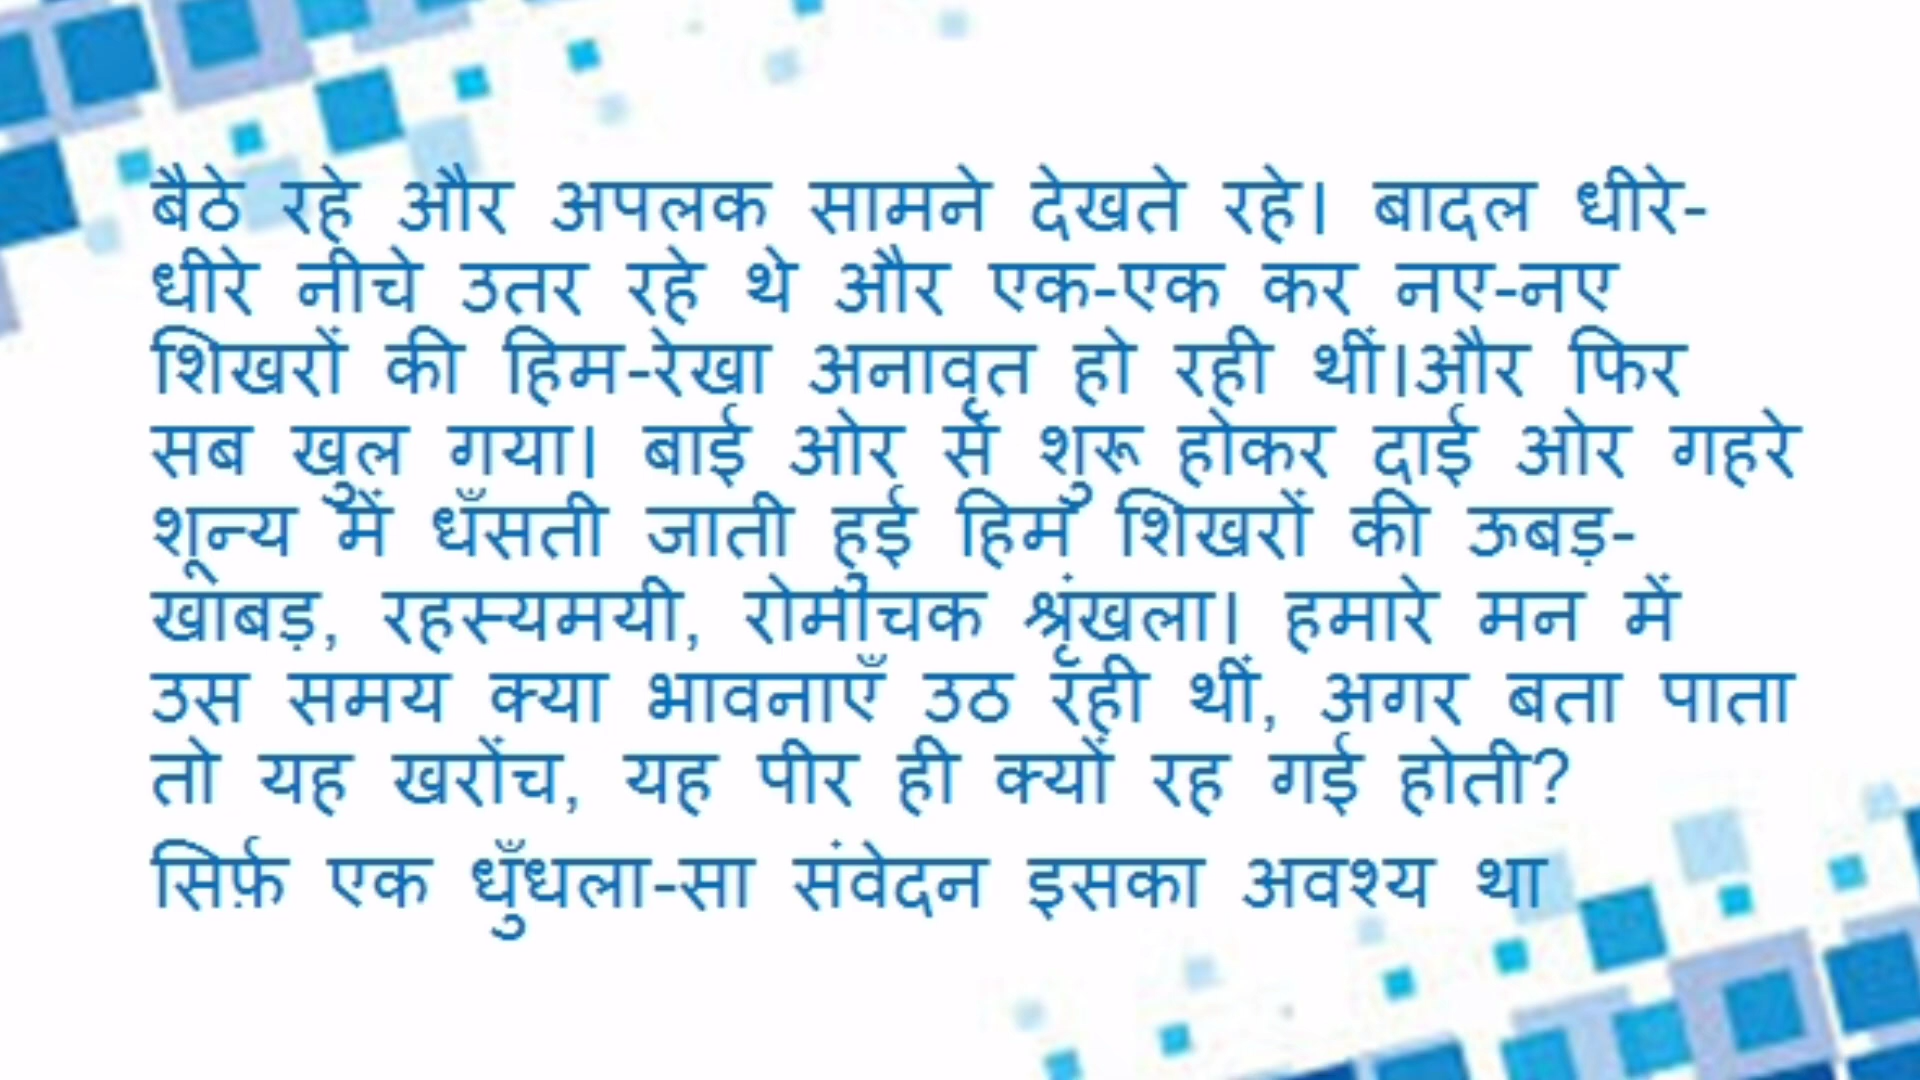 बैठे रहे और अपलक सामने देखते रहे। बादल धीरे-
धीरे नीचे उतर रहे थे और एक-एक कर नए-नए
शिखरों की हिम-रेखा अनावृत हो रही थीं।और फिर
सब खुल गया। बाई ओर से शुरू होकर दाई ओर गहरे
शून्य में धँसती जाती हुई हिम शिखरों की ऊबड़-
खाबड़, रहस्यमयी, रोमांचक श्रृंखला। हमारे मन में
उस समय क्या भावनाएँ उठ रही थीं, अगर बता पाता
तो यह खरोंच, यह पीर ही क्यों रह गई होती?
सिर्फ़ एक धुँधला-सा संवेदन इसका अवश्य था